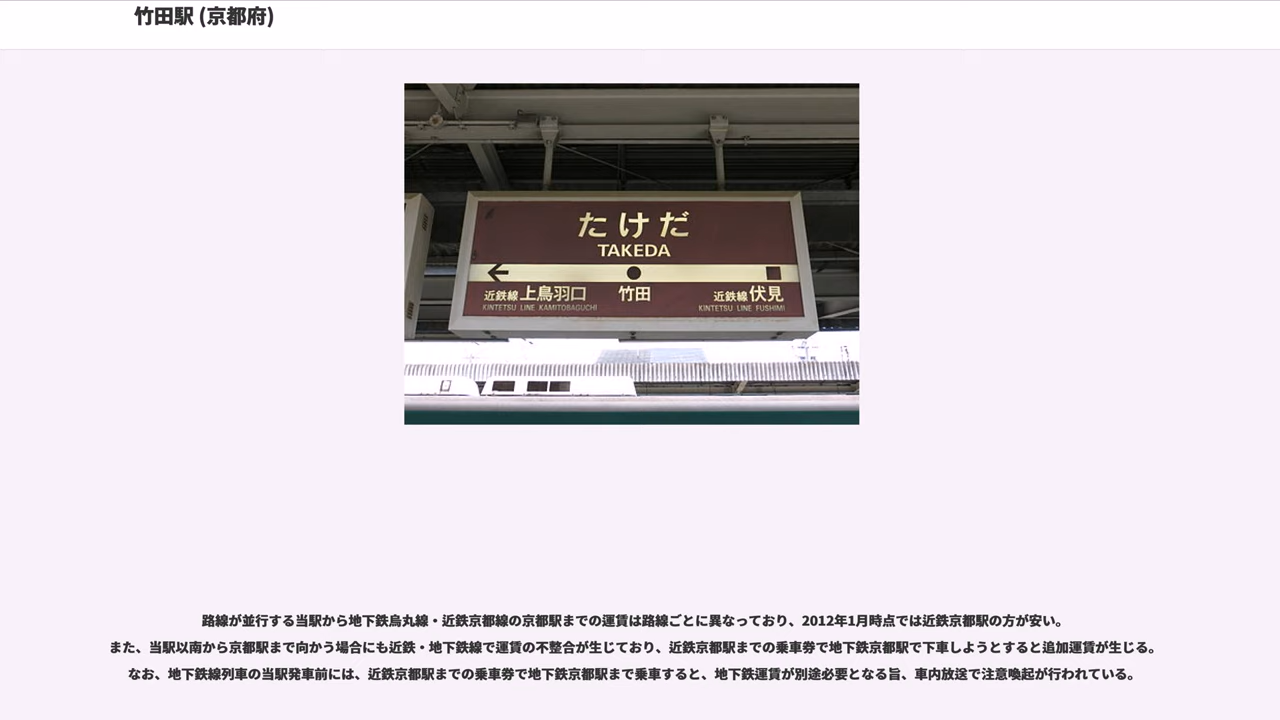 竹田駅 (京都府)
たけだ
TAKEDA
近鉄線上鳥羽口 竹田 近鉄線伏見
KINTETSU LINE KAMITOBAGUCHI KINTETSU LINE FUSHIMI
路線が並行する当駅から地下鉄烏丸線・近鉄京都線の京都駅までの運賃は路線ごとに異なっており、2012年1月時点では近鉄京都駅の方が安い。
また、当駅以南から京都駅まで向かう場合にも近鉄・地下鉄線で運賃の不整合が生じており、近鉄京都駅までの乗車券で地下鉄京都駅で下車しようとすると追加運賃が生じる。
なお、地下鉄線列車の当駅発車前には、近鉄京都駅までの乗車券で地下鉄京都駅まで乗車すると、地下鉄運賃が別途必要となる旨、車内放送で注意喚起が行われている。